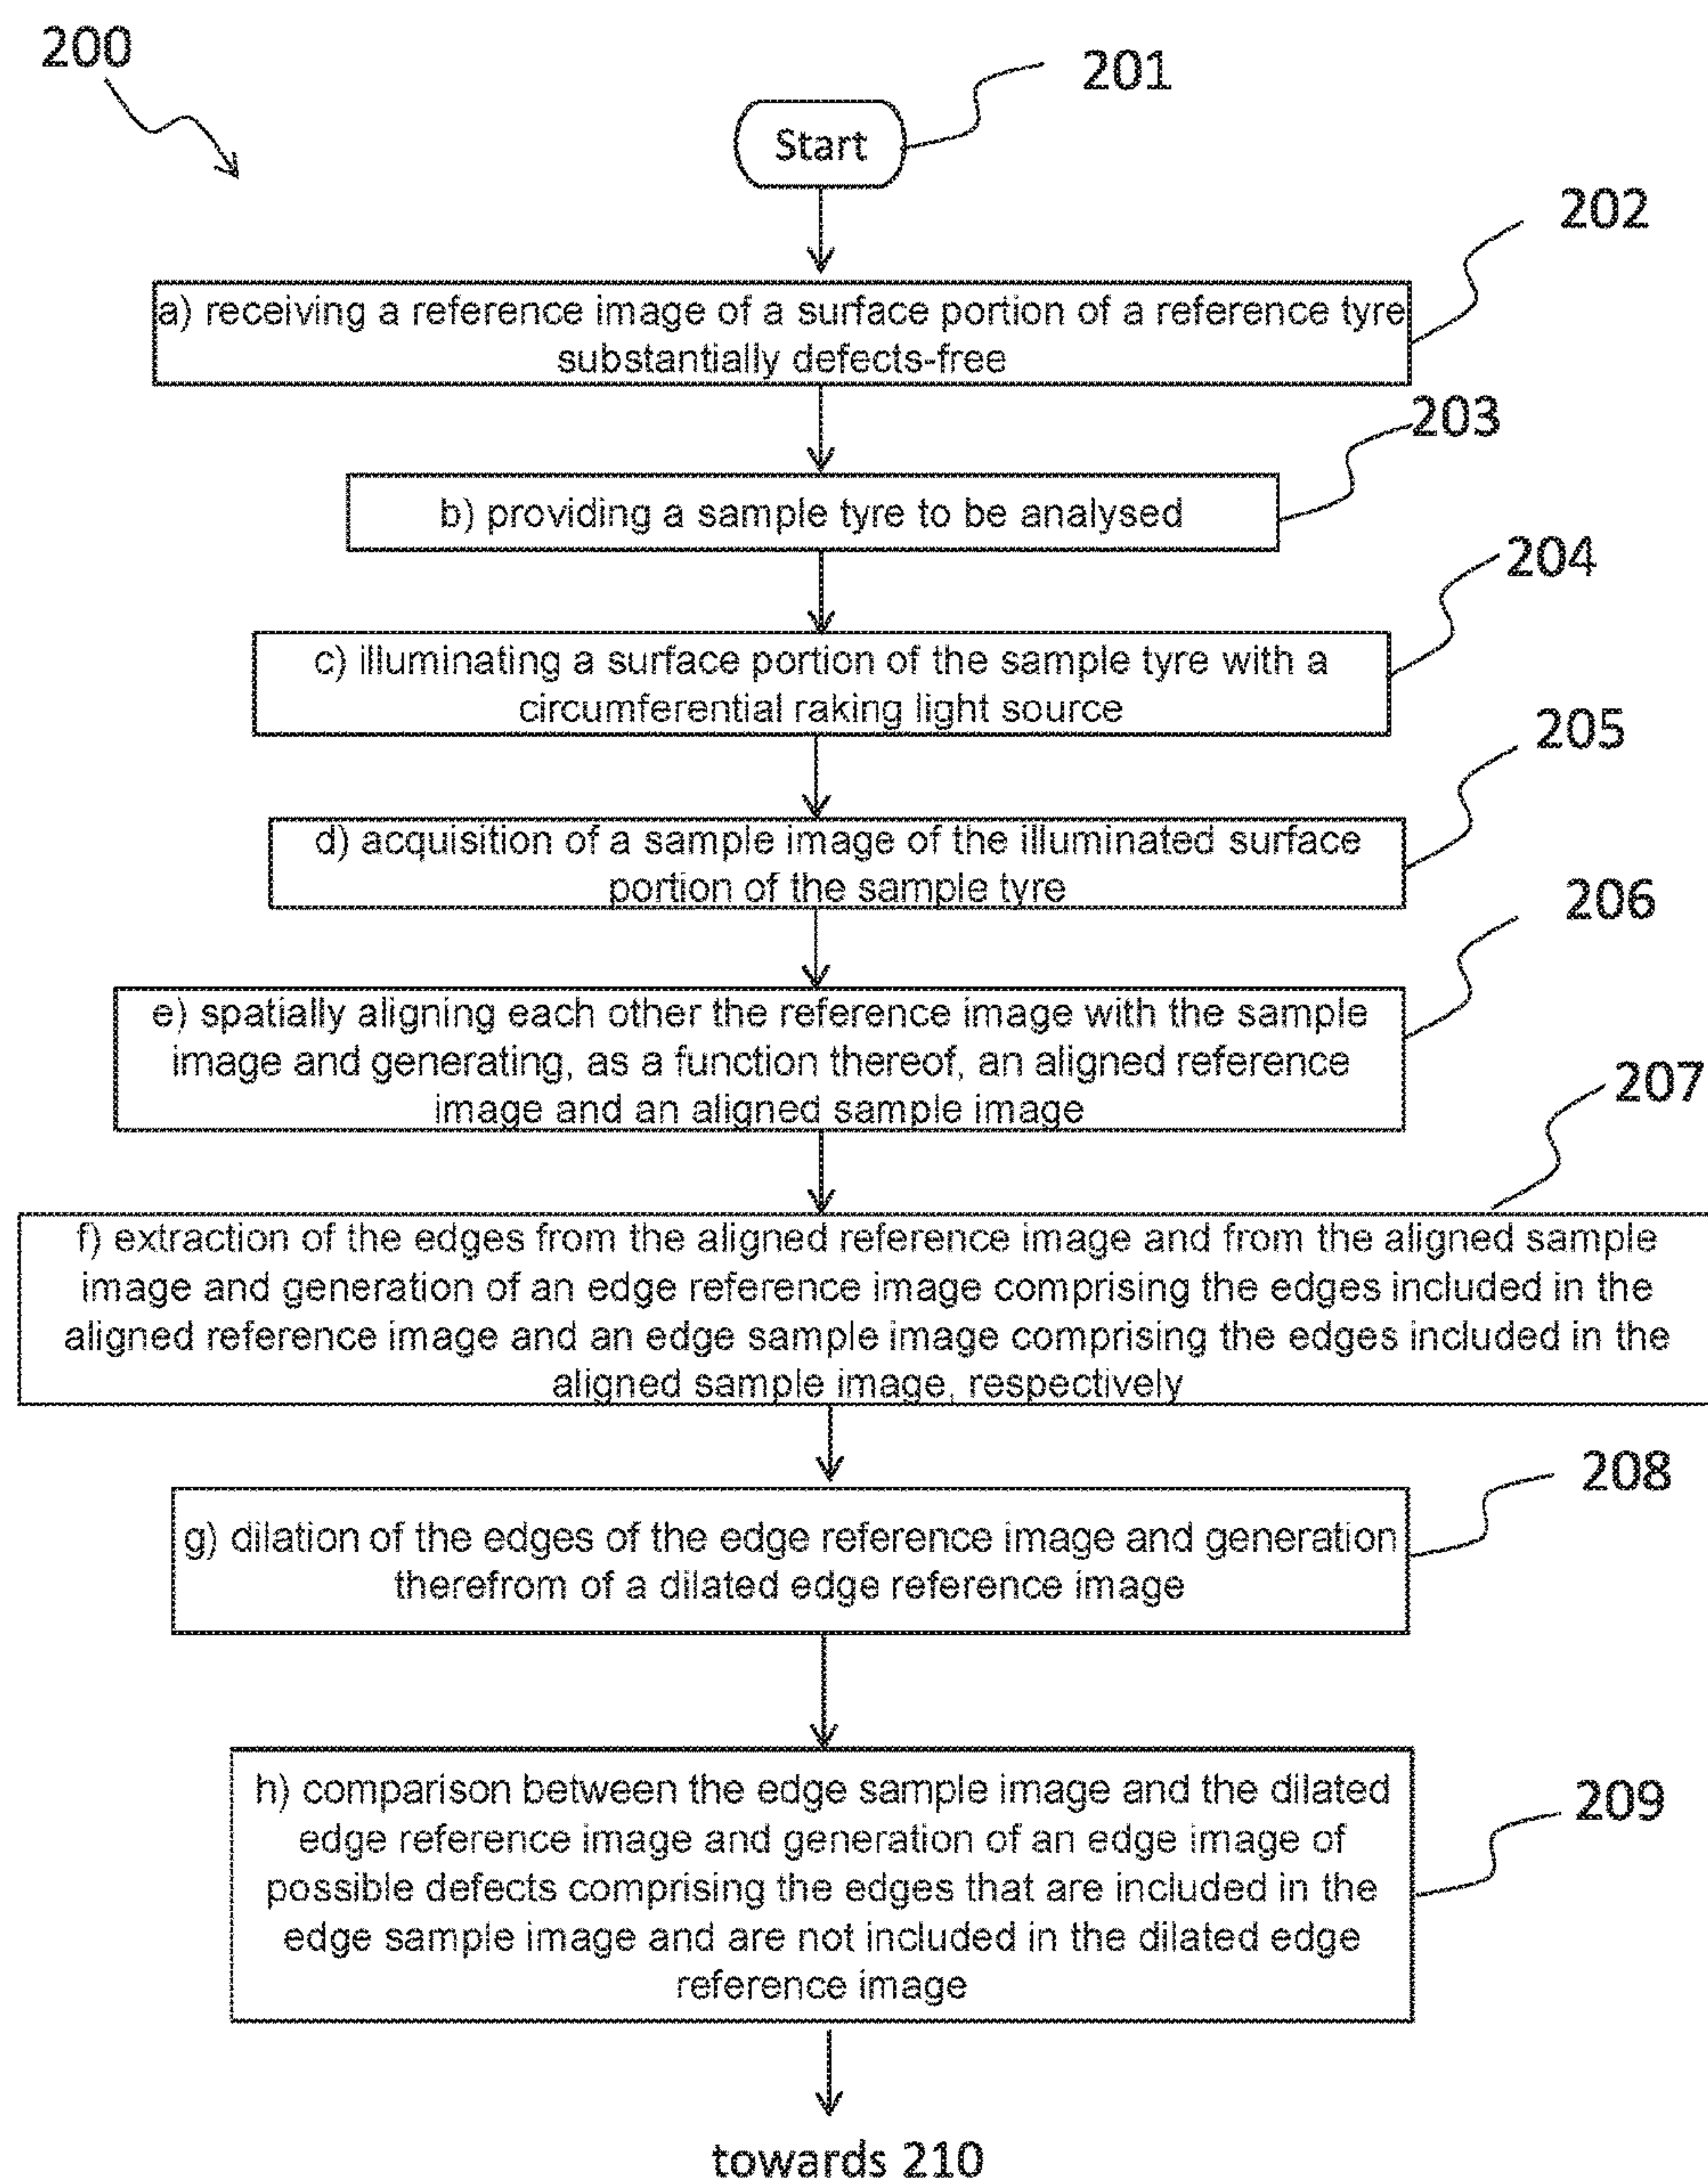 200
201
Start
202
a) receiving a reference image of a surface portion of a reference tyre
substantially defects-free
203
b) providing a sample tyre to be analysed
204
c) illuminating a surface portion of the sample tyre with a
circumferential raking light source
205
d) acquisition of a sample image of the illuminated surface
portion of the sample tyre
206
e) spatially aligning each other the reference image with the sample
image and generating, as a function thereof, an aligned reference
image and an aligned sample image
207
f) extraction of the edges from the aligned reference image and from the aligned sample
image and generation of an edge reference image comprising the edges included in the
aligned reference image and an edge sample image comprising the edges included in the
aligned sample image, respectively
208
g) dilation of the edges of the edge reference image and generation
therefrom of a dilated edge reference image
209
h) comparison between the edge sample image and the dilated
edge reference image and generation of an edge image of
possible defects comprising the edges that are included in the
edge sample image and are not included in the dilated edge
reference image
towards 210